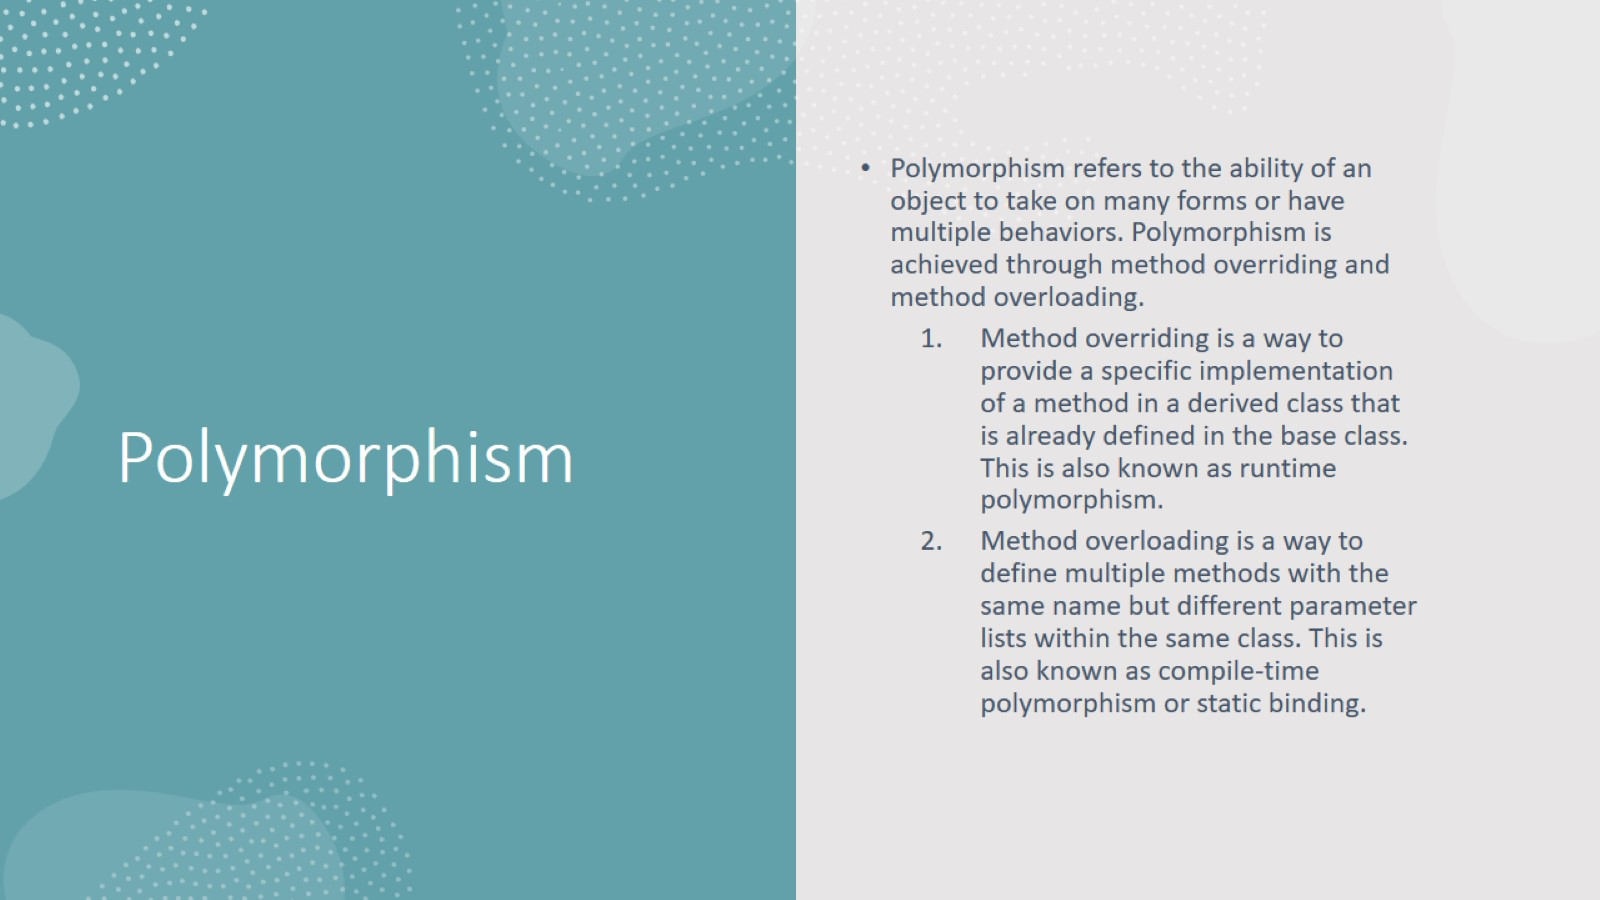 Polymorphism
• Polymorphism refers to the ability of an
object to take on many forms or have
multiple behaviors. Polymorphism is
achieved through method overriding and
method overloading.
1. Method overriding is a way to
provide a specific implementation
of a method in a derived class that
is already defined in the base class.
This is also known as runtime
polymorphism.
2. Method overloading is a way to
define multiple methods with the
same name but different parameter
lists within the same class. This is
also known as compile-time
polymorphism or static binding.